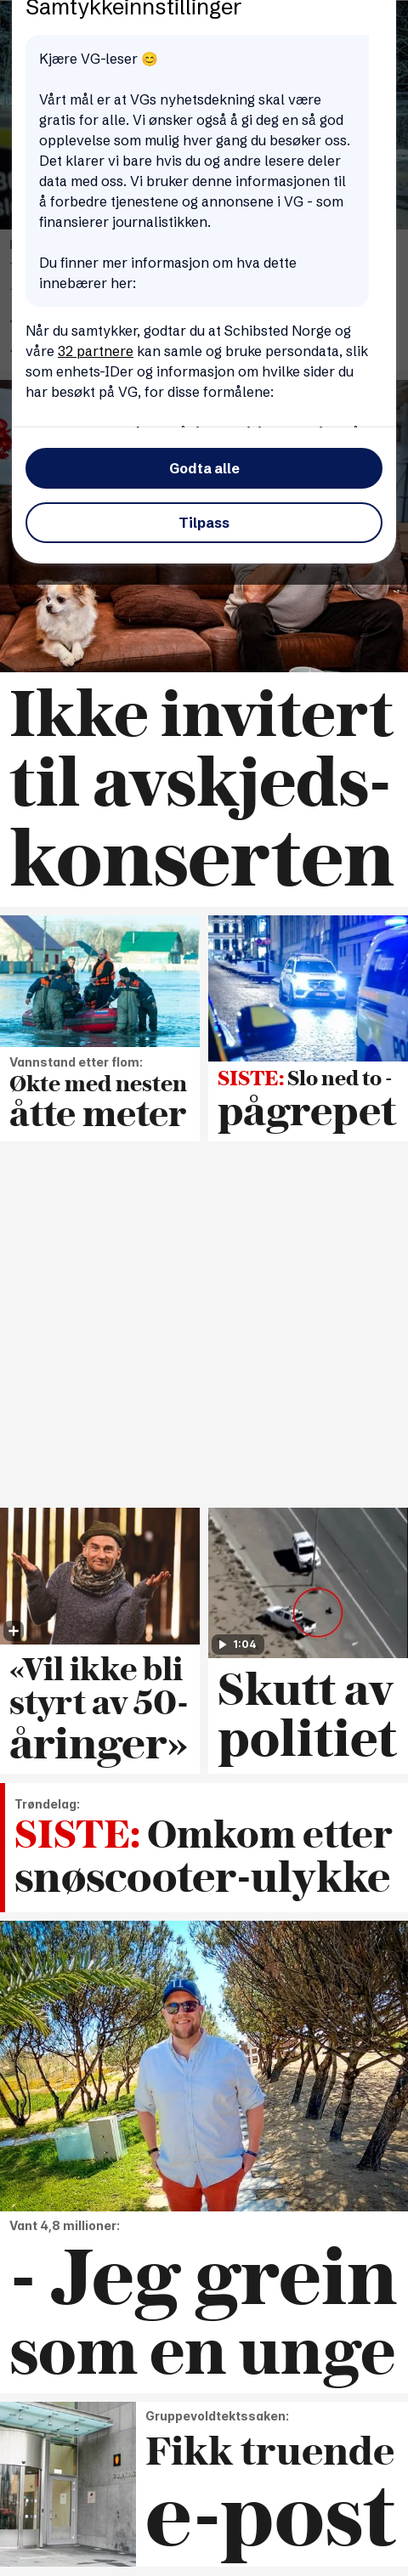 Samtykkeinnstillinger
Kjære VG-leser 😊
Vårt mål er at VGs nyhetsdekning skal være
gratis for alle. Vi ønsker også å gi deg en så god
opplevelse som mulig hver gang du besøker oss.
Det klarer vi bare hvis du og andre lesere deler
data med oss. Vi bruker denne informasjonen til
å forbedre tjenestene og annonsene i VG - som
finansierer journalistikken.
Du finner mer informasjon om hva dette
innebærer her:
Når du samtykker, godtar du at Schibsted Norge og
våre 32 partnere kan samle og bruke persondata, slik
som enhets-IDer og informasjon om hvilke sider du
har besøkt på VG, for disse formålene:
Godta alle
Tilpass
Ikke invitert
til avskjeds-
konserten
Vannstand etter flom:
Økte med nesten
åtte meter
SISTE: Slo ned to -
pågrepet
«Vil ikke bli
styrt av 50-
åringer»
1:04
Skutt av
politiet
Trøndelag:
SISTE: Omkom etter
snøscooter-ulykke
Vant 4,8 millioner:
- Jeg grein
som en unge
Gruppevoldtektssaken:
Fikk truende
e-post